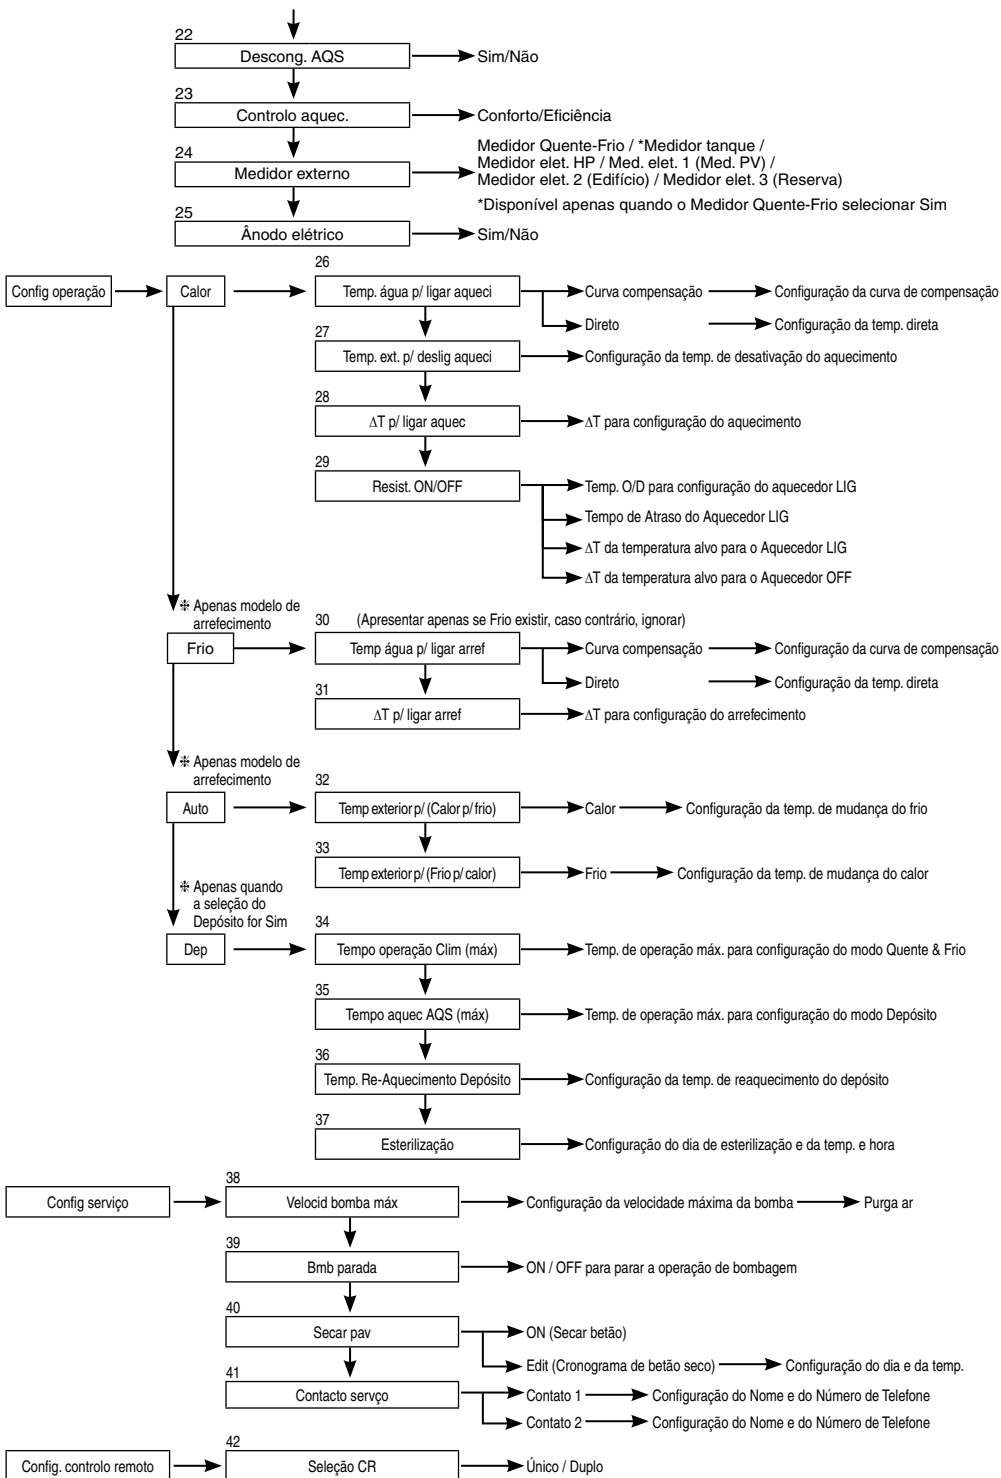 22
Descong. AQS
Sim/Não
23
Controlo aquec.
Conforto/Eficiência
24
Medidor externo
Medidor Quente-Frio / *Medidor tanque /
Medidor elet. HP / Med. elet. 1 (Med. PV) /
Medidor elet. 2 (Edifício) / Medidor elet. 3 (Reserva)
*Disponível apenas quando o Medidor Quente-Frio selecionar Sim
25
Ânodo elétrico
Sim/Não
Config operação
Calor
26
Temp. água p/ ligar aqueci
Curva compensação
Configuração da curva de compensação
Direto
Configuração da temp. direta
27
Temp. ext. p/ deslig aqueci
Configuração da temp. de desativação do aquecimento
28
ΔT p/ ligar aquec
ΔT para configuração do aquecimento
29
Resist. ON/OFF
Temp. O/D para configuração do aquecedor LIG
Tempo de Atraso do Aquecedor LIG
ΔT da temperatura alvo para o Aquecedor LIG
ΔT da temperatura alvo para o Aquecedor OFF
❉ Apenas modelo de
arrefecimento
Frio
30
(Apresentar apenas se Frio existir, caso contrário, ignorar)
Temp água p/ ligar arref
Curva compensação
Configuração da curva de compensação
Direto
Configuração da temp. direta
31
ΔT p/ ligar arref
ΔT para configuração do arrefecimento
❉ Apenas modelo de
arrefecimento
Auto
32
Temp exterior p/ (Calor p/ frio)
Calor
Configuração da temp. de mudança do frio
33
Temp exterior p/ (Frio p/ calor)
Frio
Configuração da temp. de mudança do calor
❉ Apenas quando
a seleção do
Depósito for Sim
Dep
34
Tempo operação Clim (máx)
Temp. de operação máx. para configuração do modo Quente & Frio
35
Tempo aquec AQS (máx)
Temp. de operação máx. para configuração do modo Depósito
36
Temp. Re-Aquecimento Depósito
Configuração da temp. de reaquecimento do depósito
37
Esterilização
Configuração do dia de esterilização e da temp. e hora
Config serviço
38
Velocid bomba máx
Configuração da velocidade máxima da bomba
Purga ar
39
Bmb parada
ON / OFF para parar a operação de bombagem
40
Secar pav
ON (Secar betão)
Edit (Cronograma de betão seco)
Configuração do dia e da temp.
41
Contacto servço
Contato 1
Configuração do Nome e do Número de Telefone
Contato 2
Configuração do Nome e do Número de Telefone
Config. controlo remoto
42
Seleção CR
Único / Duplo